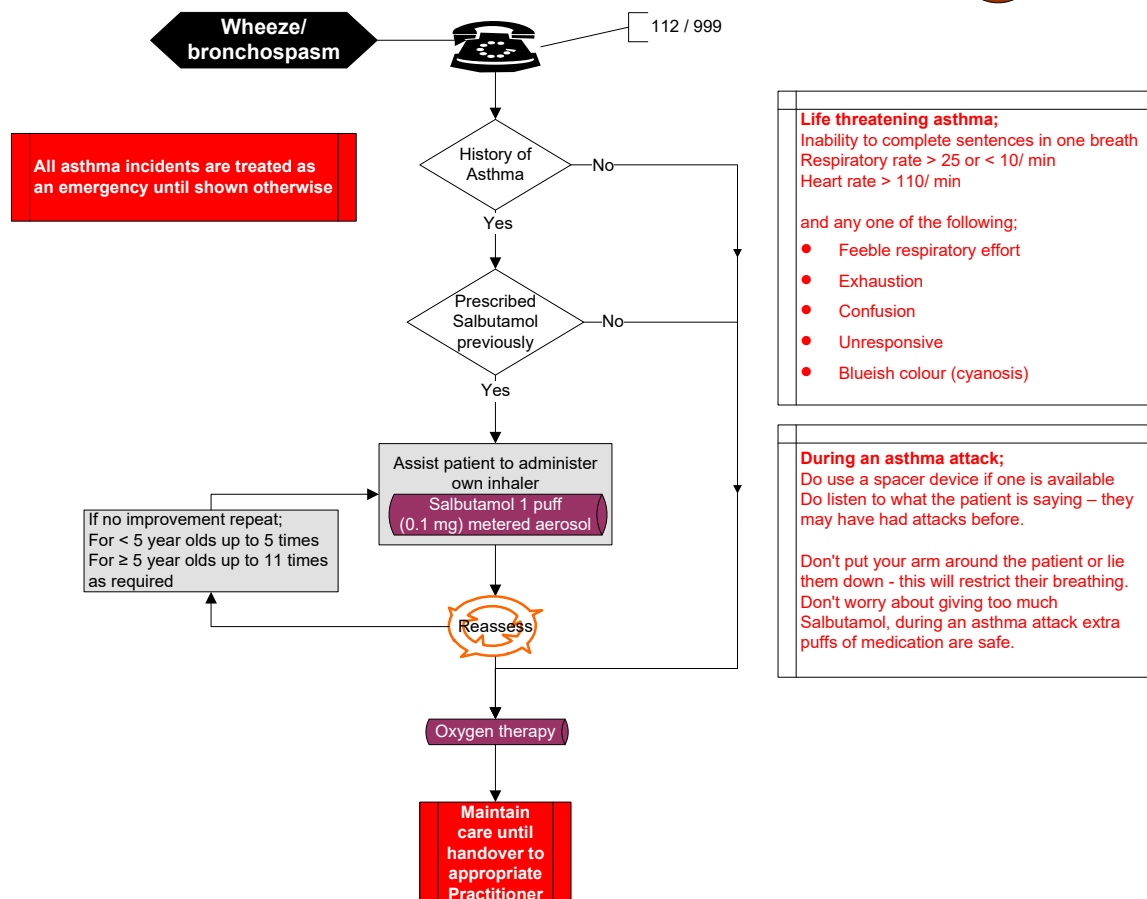 Wheeze/
bronchospasm
112 / 999
All asthma incidents are treated as
an emergency until shown otherwise
History of
Asthma
No
Yes
Prescribed
Salbutamol
previously
No
Yes
Assist patient to administer
own inhaler
Salbutamol 1 puff
(0.1 mg) metered aerosol
If no improvement repeat;
For < 5 year olds up to 5 times
For ≥ 5 year olds up to 11 times
as required
Reassess
Oxygen therapy
Maintain
care until
handover to
appropriate
Practitioner
Life threatening asthma;
Inability to complete sentences in one breath
Respiratory rate > 25 or < 10/ min
Heart rate > 110/ min
and any one of the following;
● Feeble respiratory effort
● Exhaustion
● Confusion
● Unresponsive
● Blueish colour (cyanosis)
During an asthma attack;
Do use a spacer device if one is available
Do listen to what the patient is saying – they
may have had attacks before.
Don't put your arm around the patient or lie
them down - this will restrict their breathing.
Don't worry about giving too much
Salbutamol, during an asthma attack extra
puffs of medication are safe.